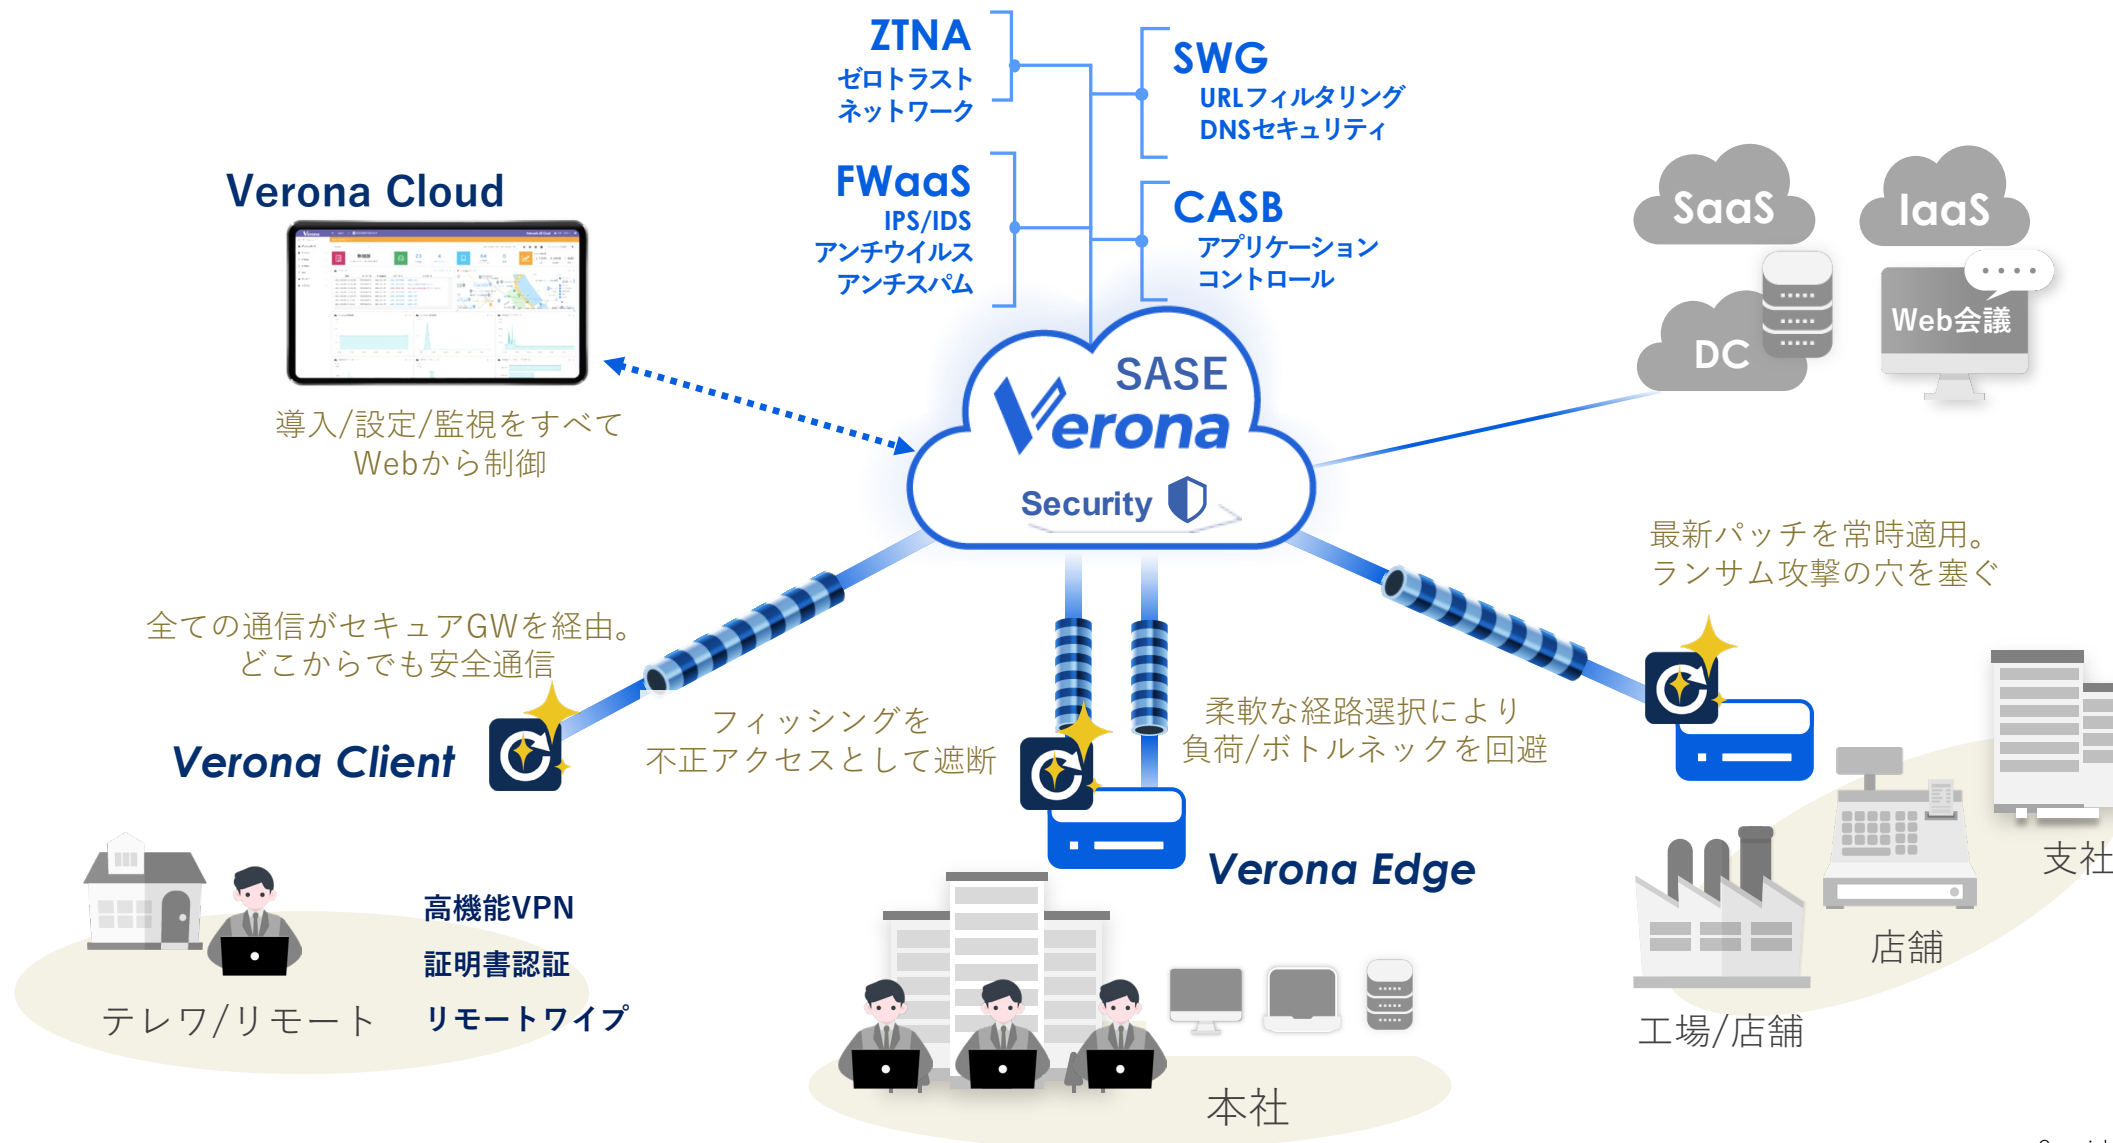 ZTNA
ゼロトラスト
ネットワーク
SWG
URLフィルタリング
DNSセキュリティ
FWaaS
IPS/IDS
アンチウイルス
アンチスパム
CASB
アプリケーション
コントロール
Verona Cloud
導入/設定/監視をすべて
Webから制御
SaaS
IaaS
DC
Web会議
SASE
Verona
Security
最新パッチを常時適用。
ランサム攻撃の穴を塞ぐ
全ての通信がセキュアGWを経由。
どこからでも安全通信
Verona Client
フィッシングを
不正アクセスとして遮断
柔軟な経路選択により
負荷/ボトルネックを回避
Verona Edge
高機能VPN
証明書認証
リモートワイプ
テレワ/リモート
本社
支社
店舗
工場/店舗